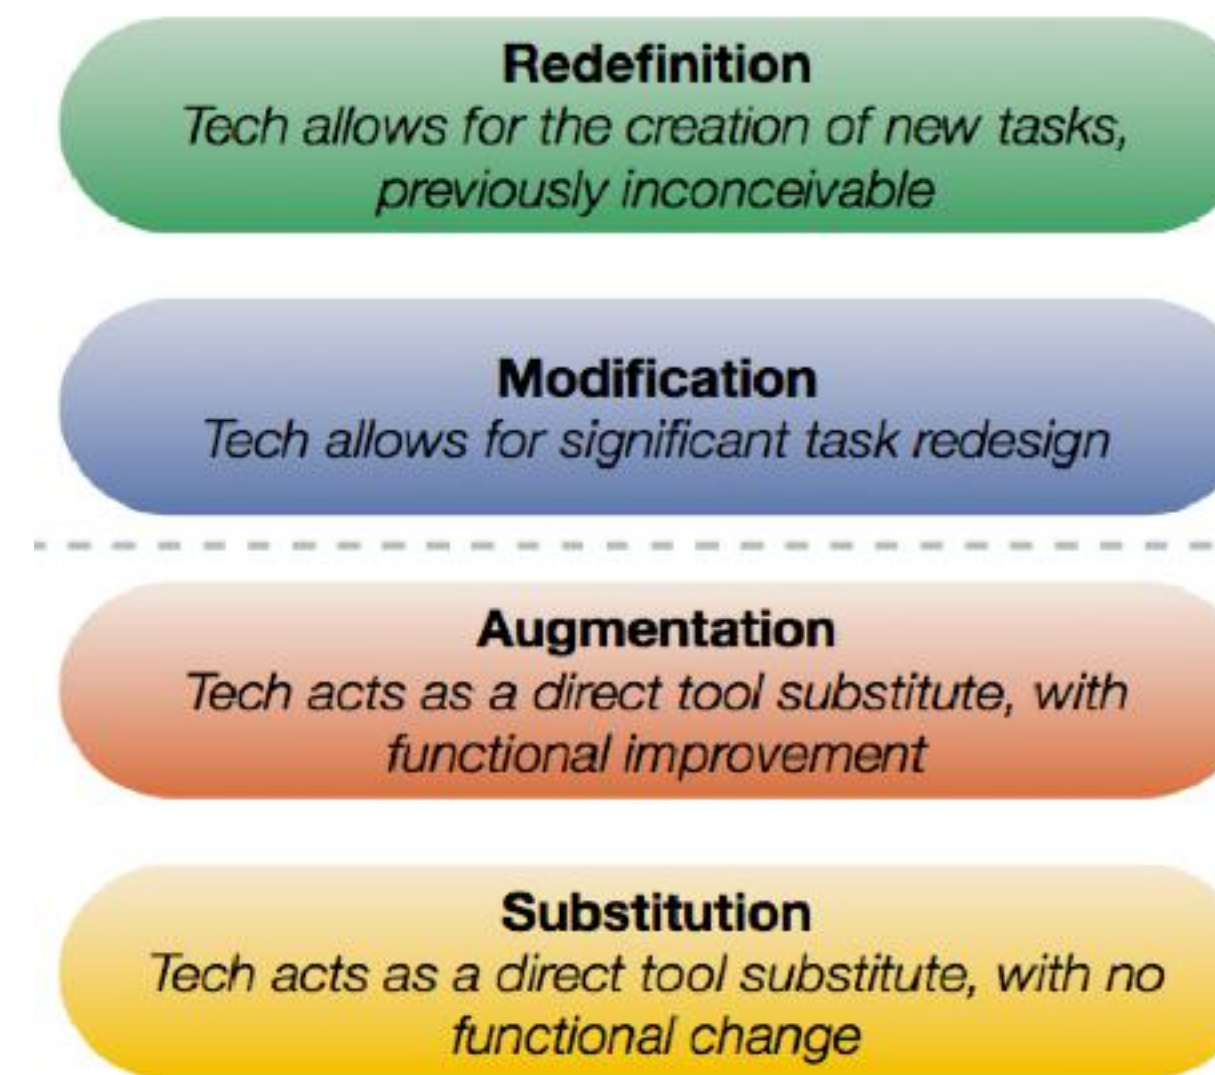 Redefinition
Tech allows for the creation of new tasks,
previously inconceivable
Modification
Tech allows for significant task redesign
Augmentation
Tech acts as a direct tool substitute, with
functional improvement
Substitution
Tech acts as a direct tool substitute, with no
functional change